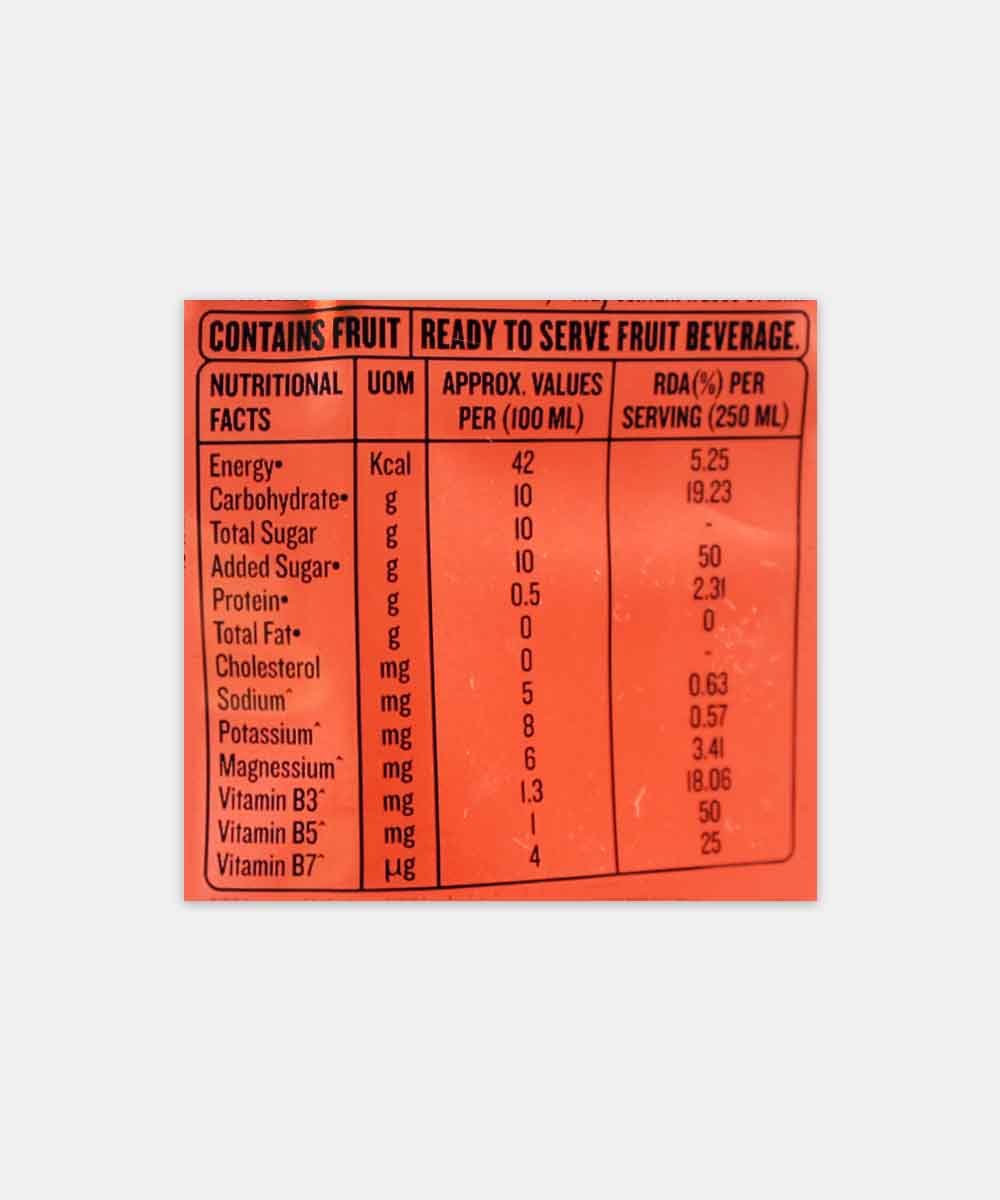 CONTAINS FRUIT READY TO SERVE FRUIT BEVERAGE.
NUTRITIONAL FACTS UOM APPROX. VALUES PER (100 ML) RDA(%) PER SERVING (250 ML)
Energy• Kcal 42 5.25
Carbohydrate• g 10 19.23
Total Sugar g 10 -
Added Sugar• g 10 50
Protein• g 0.5 2.31
Total Fat• g 0 0
Cholesterol mg 0 -
Sodium^ mg 5 0.63
Potassium^ mg 8 0.57
Magnessium^ mg 6 3.41
Vitamin B3^ mg 1.3 18.06
Vitamin B5^ mg 1 50
Vitamin B7^ µg 4 25